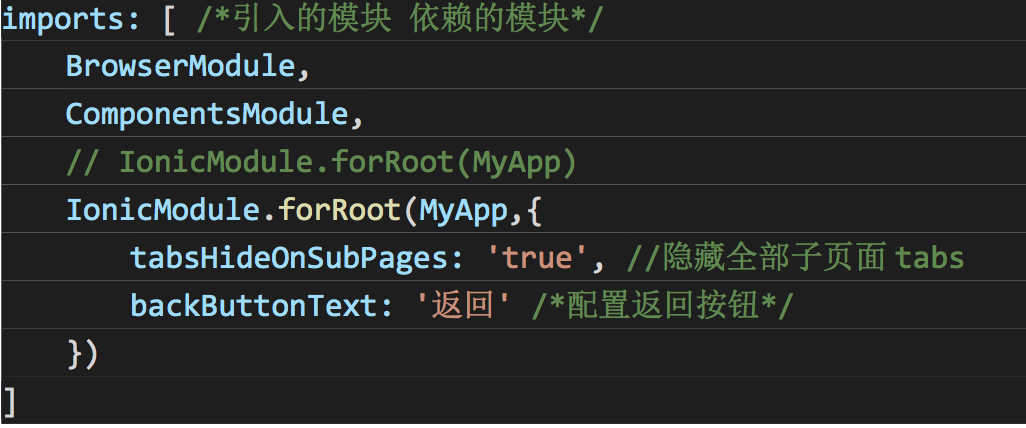 imports: [ /*引入的模块 依赖的模块*/
BrowserModule,
ComponentsModule,
// IonicModule.forRoot(MyApp)
IonicModule.forRoot(MyApp,{
tabsHideOnSubPages: 'true', //隐藏全部子页面 tabs
backButtonText: '返回' /*配置返回按钮*/
})
]